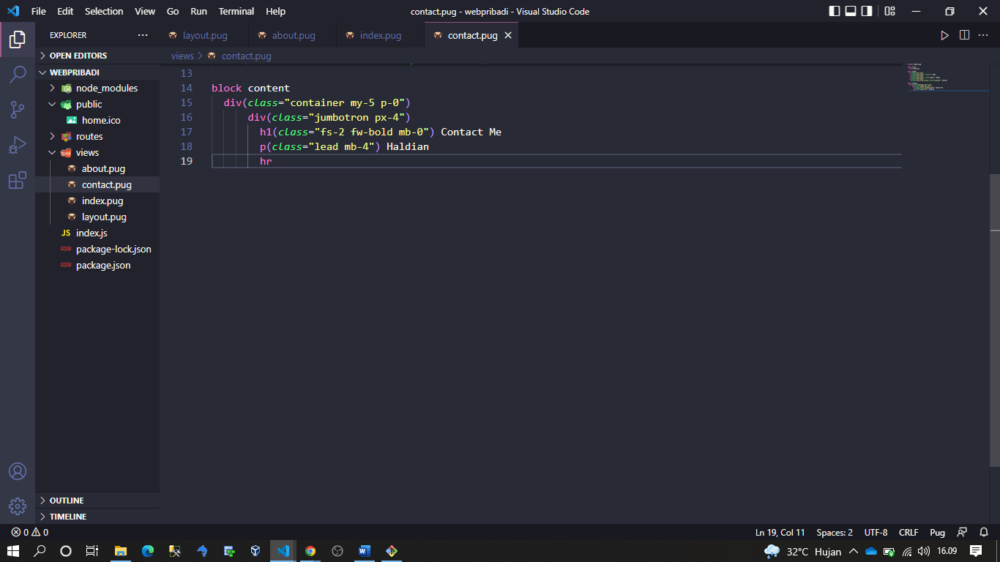 File Edit Selection View Go Run Terminal Help
contact.pug - webpribadi - Visual Studio Code
EXPLORER
layout.pug about.pug index.pug contact.pug
OPEN EDITORS
views > contact.pug
WEBPRIBADI
node_modules
public
home.ico
routes
views
about.pug
contact.pug
index.pug
layout.pug
JS index.js
package-lock.json
package.json
OUTLINE
TIMELINE
13
14 block content
15 div(class="container my-5 p-0")
16 div(class="jumbotron px-4")
17 h1(class="fs-2 fw-bold mb-0") Contact Me
18 p(class="lead mb-4") Haldian
19 hr
0 0
Ln 19, Col 11 Spaces: 2 UTF-8 CRLF Pug
32°C Hujan 16.09